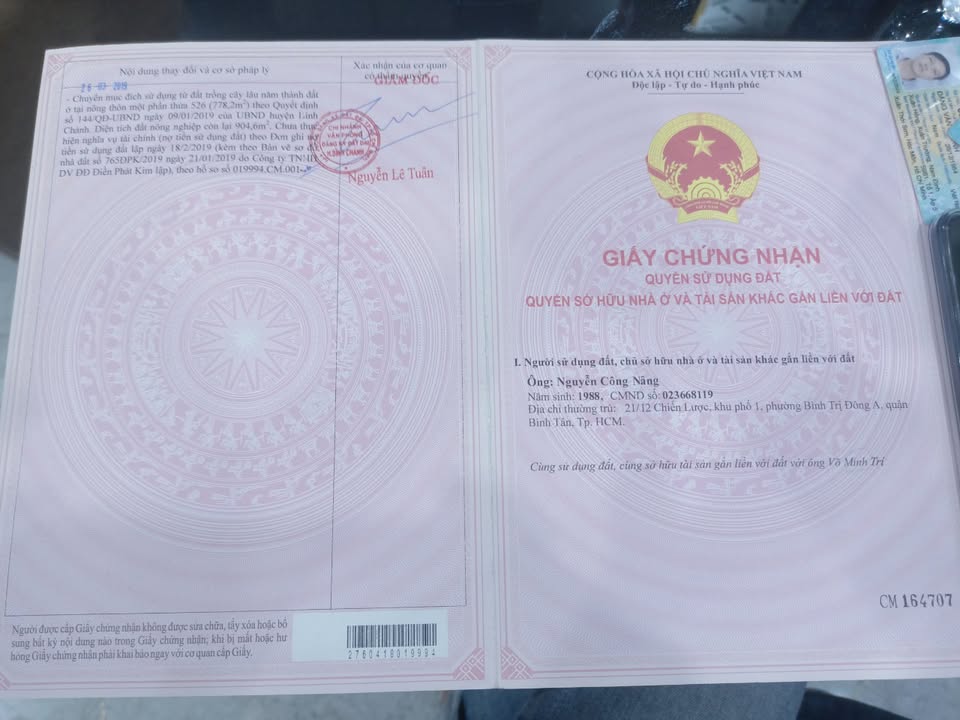 Nội dung thay đổi và cơ sở pháp lý
Xác nhận của cơ quan
có thẩm quyền
26-03-2019
GIÁM ĐỐC
- Chuyển mục đích sử dụng từ đất trồng cây lâu năm thành đất
ở tại nông thôn một phần thửa 526 (778,2m²) theo Quyết định
số 144/QĐ-UBND ngày 09/01/2019 của UBND huyện Bình
Chánh. Diện tích đất nông nghiệp còn lại 904,6m². Chưa thực
hiện nghĩa vụ tài chính (nợ tiền sử dụng đất) theo Đơn ghi nợ
tiền sử dụng đất lập ngày 18/2/2019 (kèm theo Bản vẽ sơ đồ
nhà đất số 765ĐPK/2019 ngày 21/01/2019 do Công ty TNHH
DV ĐĐ Điền Phát Kim lập), theo hồ sơ số 019994.CM.001
CHI NHÁNH
VĂN PHÒNG
ĐĂNG KÝ ĐẤT ĐAI
H.BÌNH CHÁNH
Nguyễn Lê Tuân
Người được cấp Giấy chứng nhận không được sửa chữa, tẩy xóa hoặc bổ
sung bất kỳ nội dung nào trong Giấy chứng nhận; khi bị mất hoặc hư
hỏng Giấy chứng nhận phải khai báo ngay với cơ quan cấp Giấy.
2760418019994
CỘNG HÒA XÃ HỘI CHỦ NGHĨA VIỆT NAM
Độc lập - Tự do - Hạnh phúc
GIẤY CHỨNG NHẬN
QUYỀN SỬ DỤNG ĐẤT
QUYỀN SỞ HỮU NHÀ Ở VÀ TÀI SẢN KHÁC GẮN LIỀN VỚI ĐẤT
I. Người sử dụng đất, chủ sở hữu nhà ở và tài sản khác gắn liền với đất
Ông: Nguyễn Công Năng
Năm sinh: 1988, CMND số: 023668119
Địa chỉ thường trú: 21/12 Chiến Lược, khu phố 1, phường Bình Trị Đông A, quận
Bình Tân, Tp. HCM.
Cùng sử dụng đất, cùng sở hữu tài sản gắn liền với đất với ông Võ Minh Trí
CM 164707